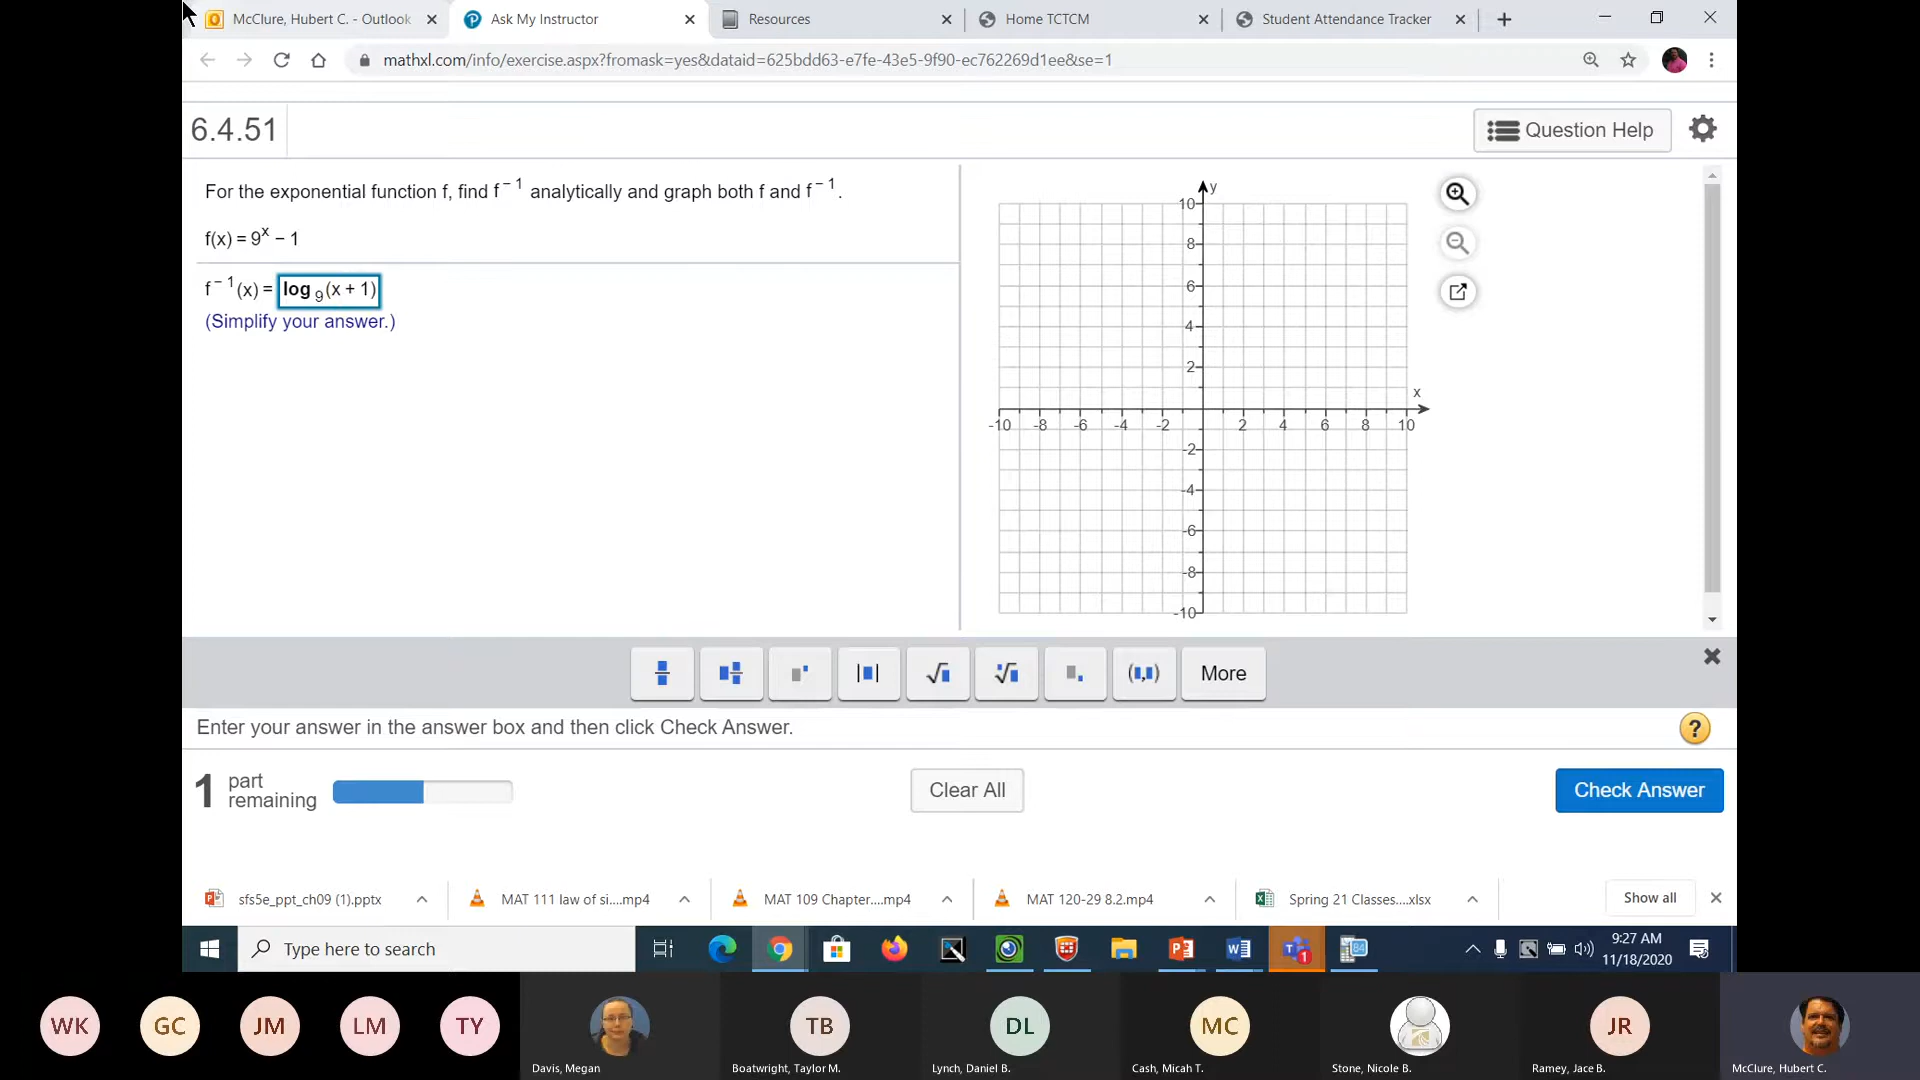 McClure, Hubert C. - Outlook
Ask My Instructor
Resources
Home TCTCM
Student Attendance Tracker
mathxl.com/info/exercise.aspx?fromask=yes&dataid=625bdd63-e7fe-43e5-9f90-ec762269d1ee&se=1
6.4.51
Question Help
For the exponential function f, find f⁻¹ analytically and graph both f and f⁻¹.
f(x) = 9ˣ − 1
f⁻¹(x) = log ₉(x + 1)
(Simplify your answer.)
y
10
8
6
4
2
x
-10 -8 -6 -4 -2 2 4 6 8 10
-2
-4
-6
-8
-10
More
Enter your answer in the answer box and then click Check Answer.
?
1 part remaining
Clear All
Check Answer
sfs5e_ppt_ch09 (1).pptx
MAT 111 law of si....mp4
MAT 109 Chapter....mp4
MAT 120-29 8.2.mp4
Spring 21 Classes....xlsx
Show all
Type here to search
84
1
9:27 AM
11/18/2020
WK
GC
JM
LM
TY
TB
DL
MC
JR
Davis, Megan
Boatwright, Taylor M.
Lynch, Daniel B.
Cash, Micah T.
Stone, Nicole B.
Ramey, Jace B.
McClure, Hubert C.